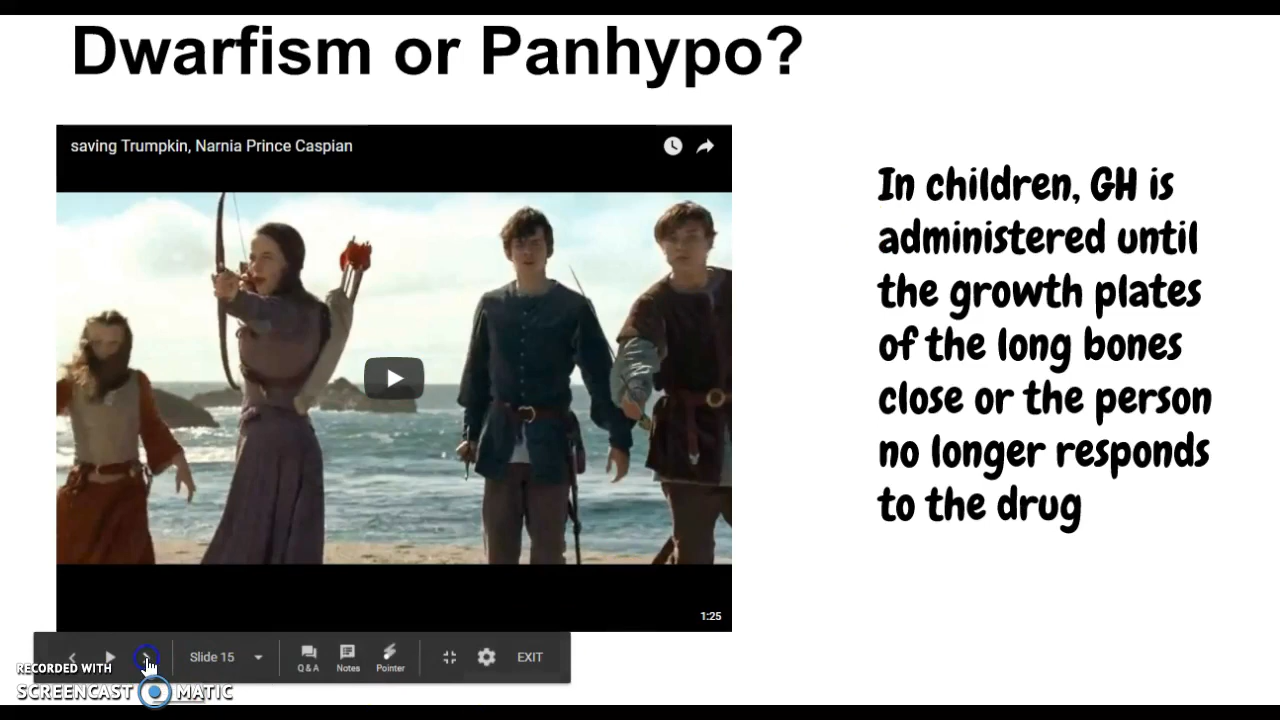 Dwarfism or Panhypo?
saving Trumpkin, Narnia Prince Caspian
In children, GH is
administered until
the growth plates
of the long bones
close or the person
no longer responds
to the drug
1:25
Slide 15
Q & A
Notes
Pointer
EXIT
RECORDED WITH
SCREENCAST MATIC